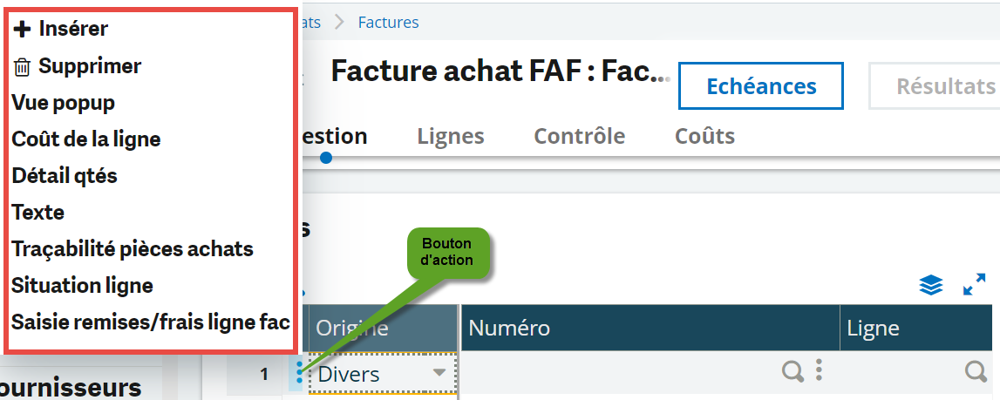 Insérer
Supprimer
Vue popup
Coût de la ligne
Détail qtés
Texte
Traçabilité pièces achats
Situation ligne
Saisie remises/frais ligne fac
ats > Factures
Facture achat FAF : Fac...
Echéances
Résultats
estion
Lignes
Contrôle
Coûts
s
Bouton
d'action
Origine
Numéro
Ligne
1
Divers
ournisseurs